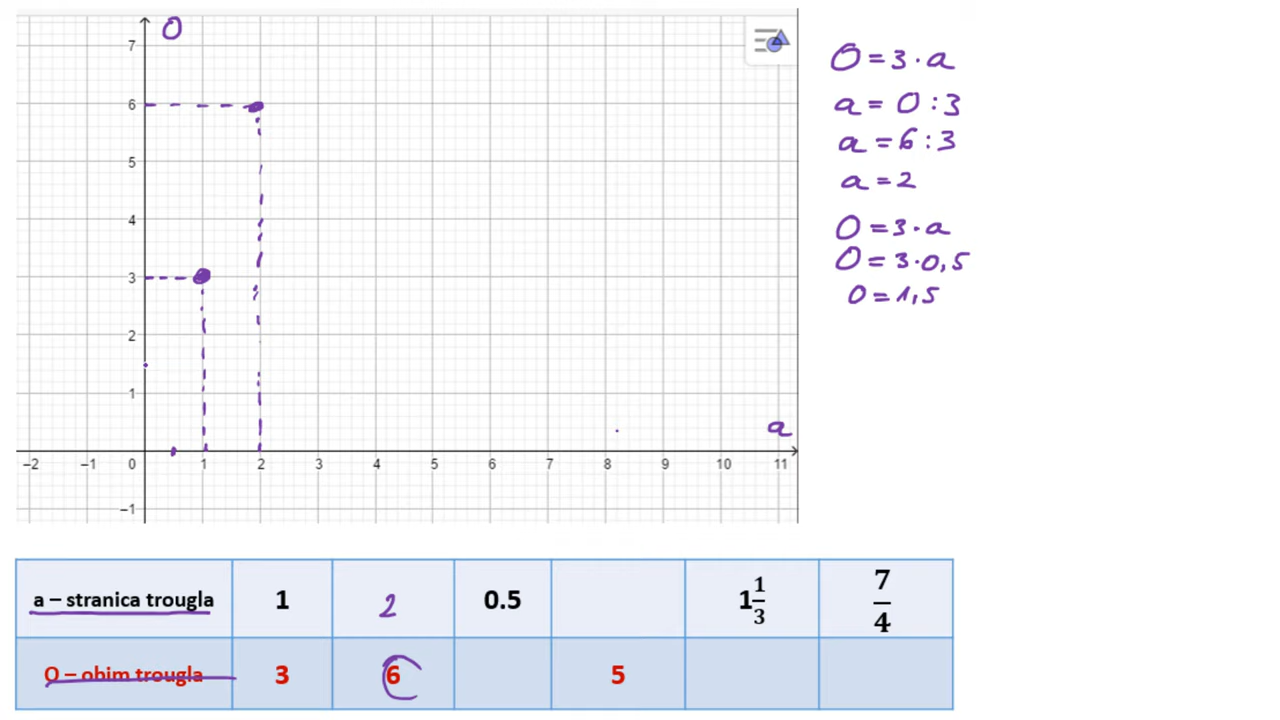 O
7
6
5
4
3
2
1
-1
-2 -1 0 1 2 3 4 5 6 7 8 9 10 11
a
O = 3 · a
a = O : 3
a = 6 : 3
a = 2
O = 3 · a
O = 3 · 0,5
O = 1,5
a – stranica trougla 1 2 0.5 1 1/3 7/4
O – obim trougla 3 6 5